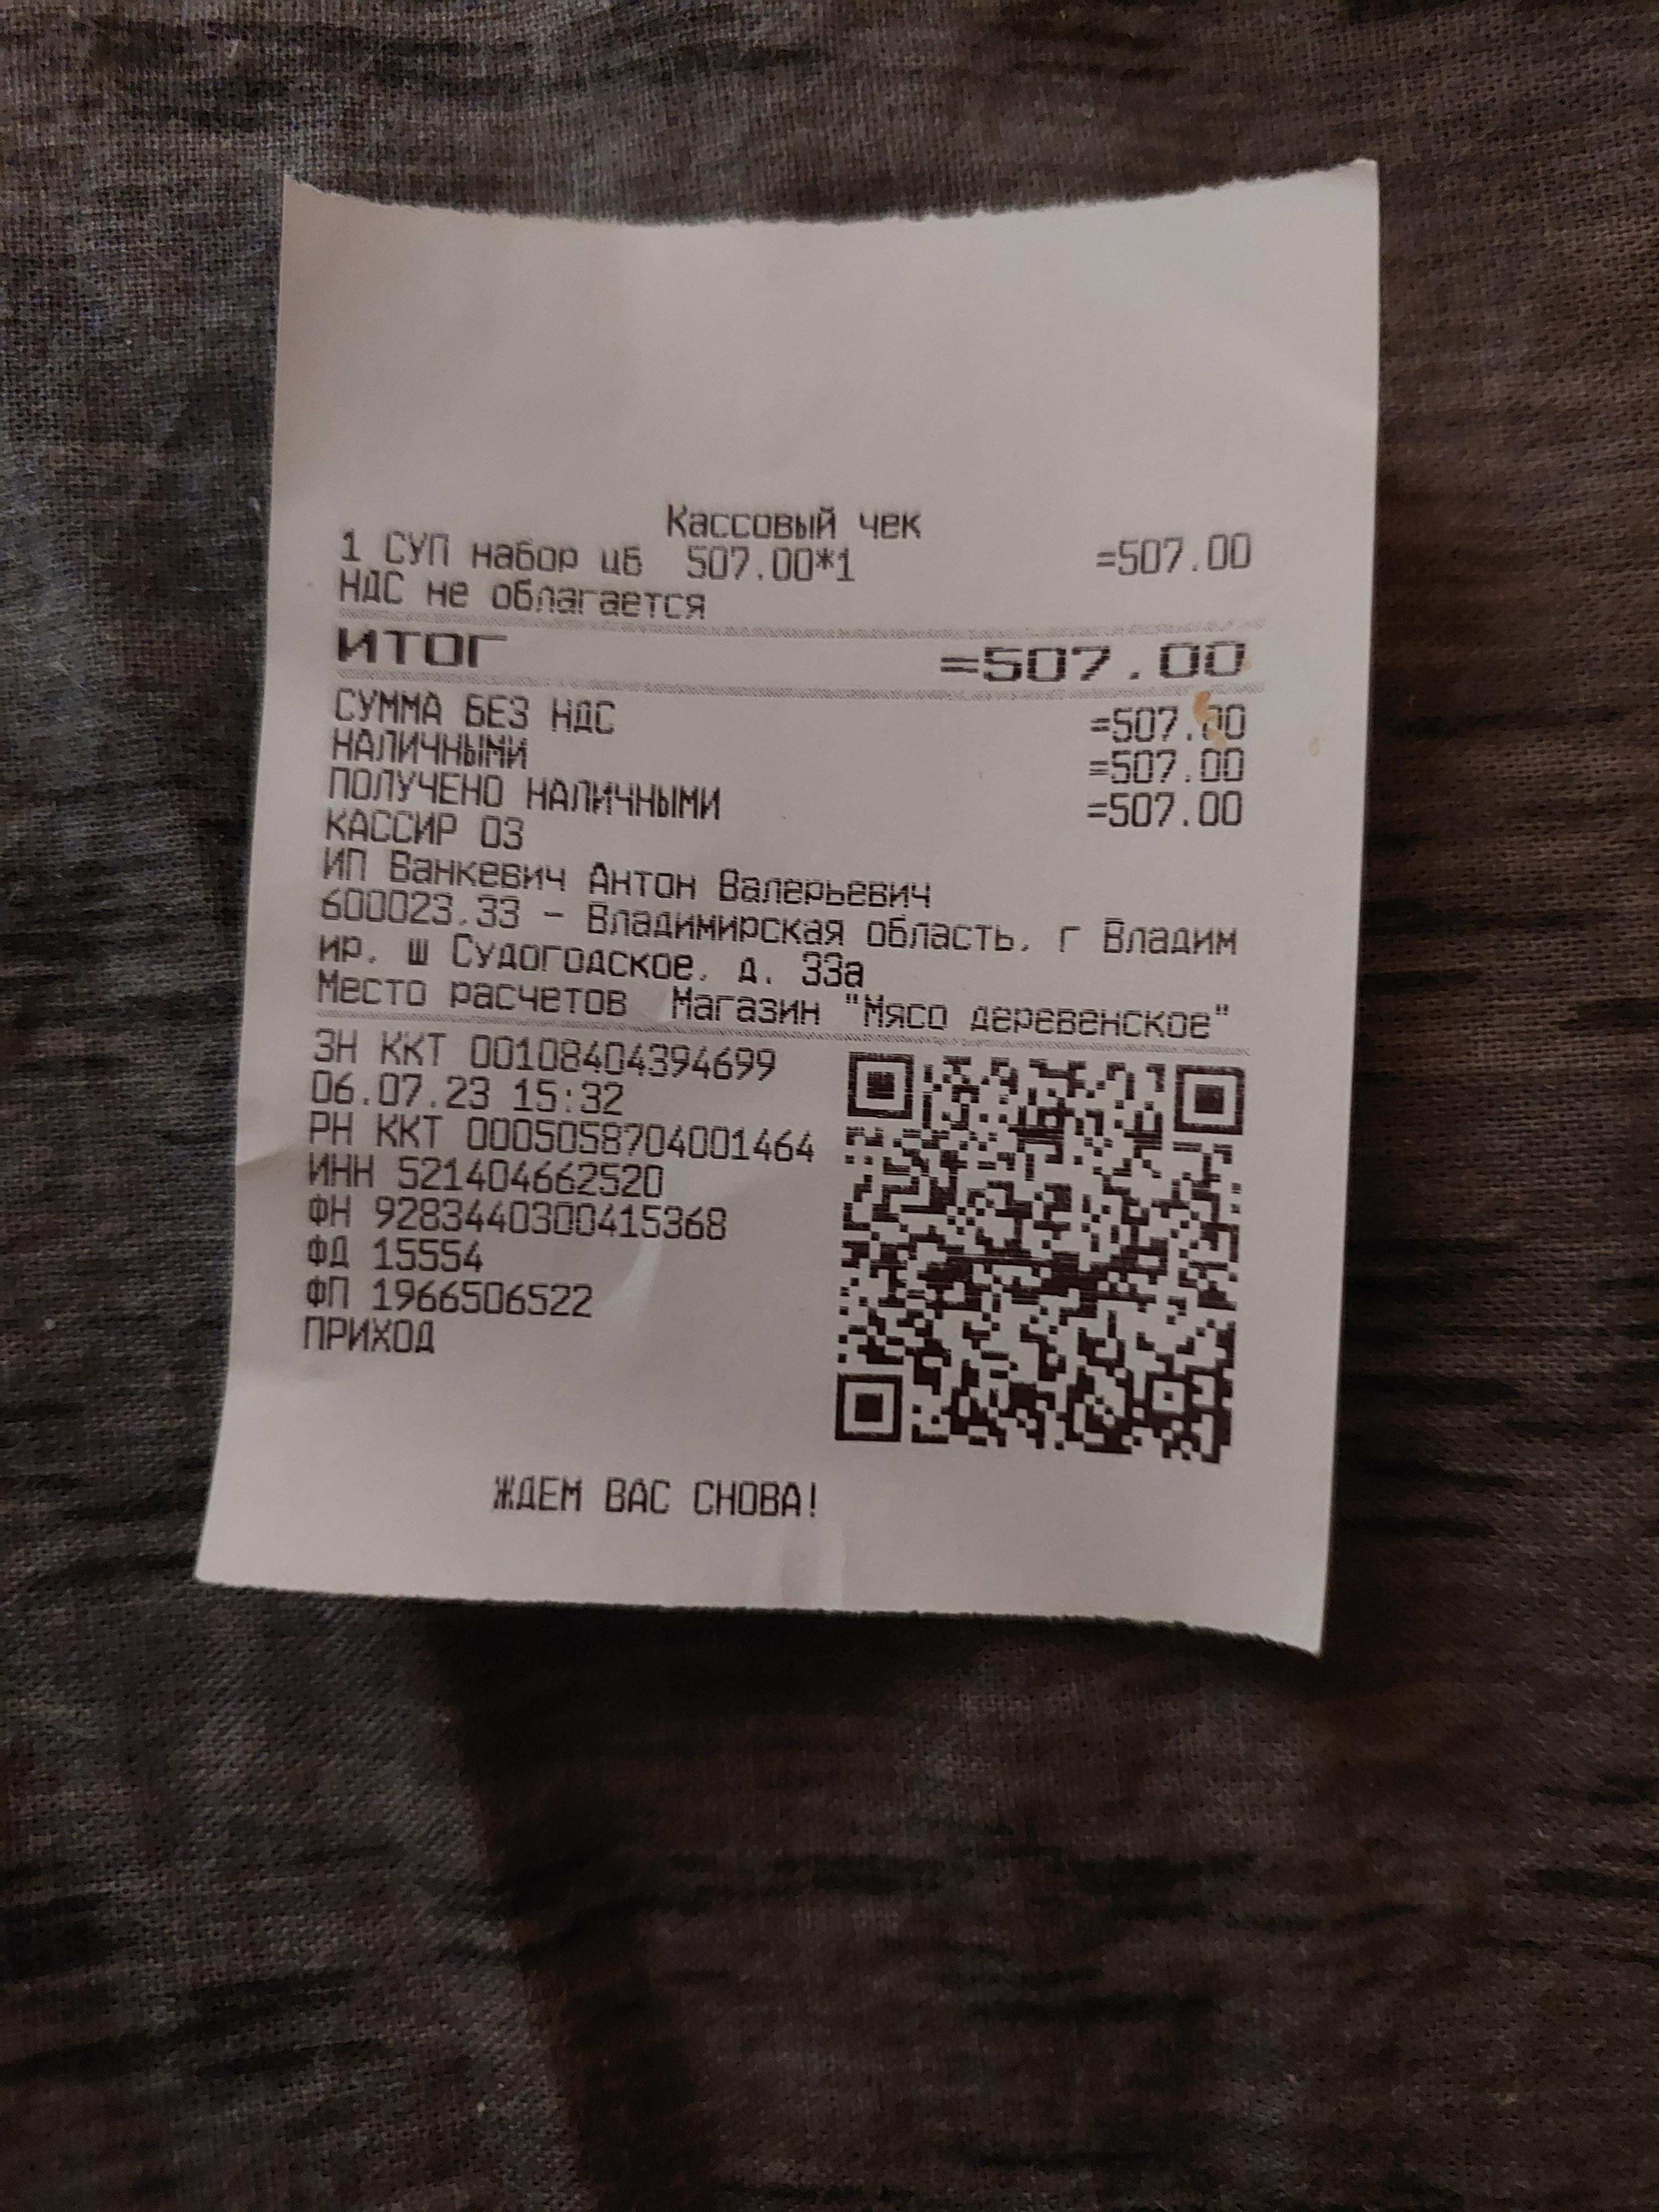 Кассовый чек
1 СУП набор цб 507.00*1 =507.00
НДС не облагается
ИТОГ =507.00
СУММА БЕЗ НДС =507.00
НАЛИЧНЫМИ =507.00
ПОЛУЧЕНО НАЛИЧНЫМИ =507.00
КАССИР 03
ИП Ванкевич Антон Валерьевич
600023,33 - Владимирская область, г Владим
ир, ш Судогодское, д. 33а
Место расчетов Магазин "Мясо деревенское"
ЗН ККТ 00108404394699
06.07.23 15:32
РН ККТ 0005058704001464
ИНН 521404662520
ФН 9283440300415368
ФД 15554
ФП 1966506522
ПРИХОД
ЖДЕМ ВАС СНОВА!